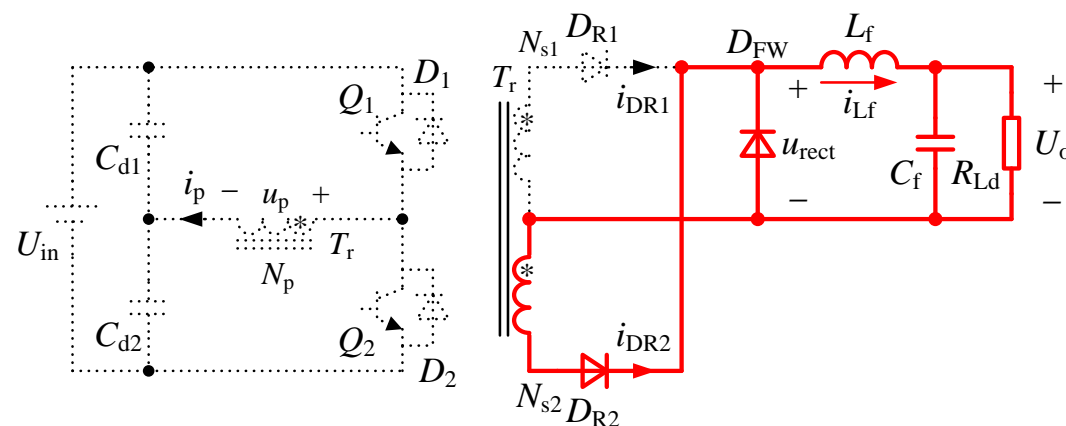 D_R1
N_s1
L_f
D_FW
D_1
T_r
Q_1
*
+
+
i_DR1
i_Lf
C_d1
i_p
−
u_p
+
u_rect
C_f
R_Ld
U_o
*
−
−
U_in
T_r
N_p
*
C_d2
Q_2
i_DR2
D_2
N_s2
D_R2